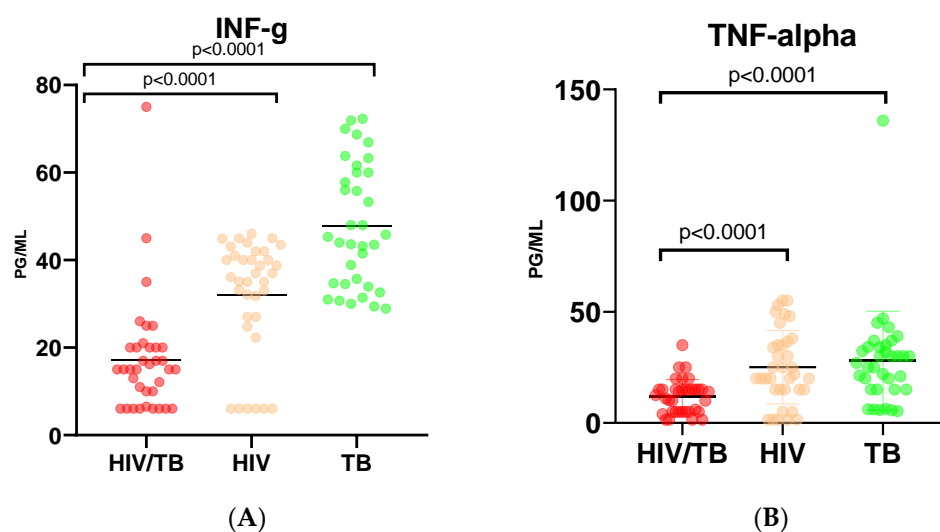 INF-g
p<0.0001
p<0.0001
80
60
40
20
0
PG/ML
HIV/TB
HIV
TB
(A)
TNF-alpha
p<0.0001
p<0.0001
150
100
50
0
PG/ML
HIV/TB
HIV
TB
(B)